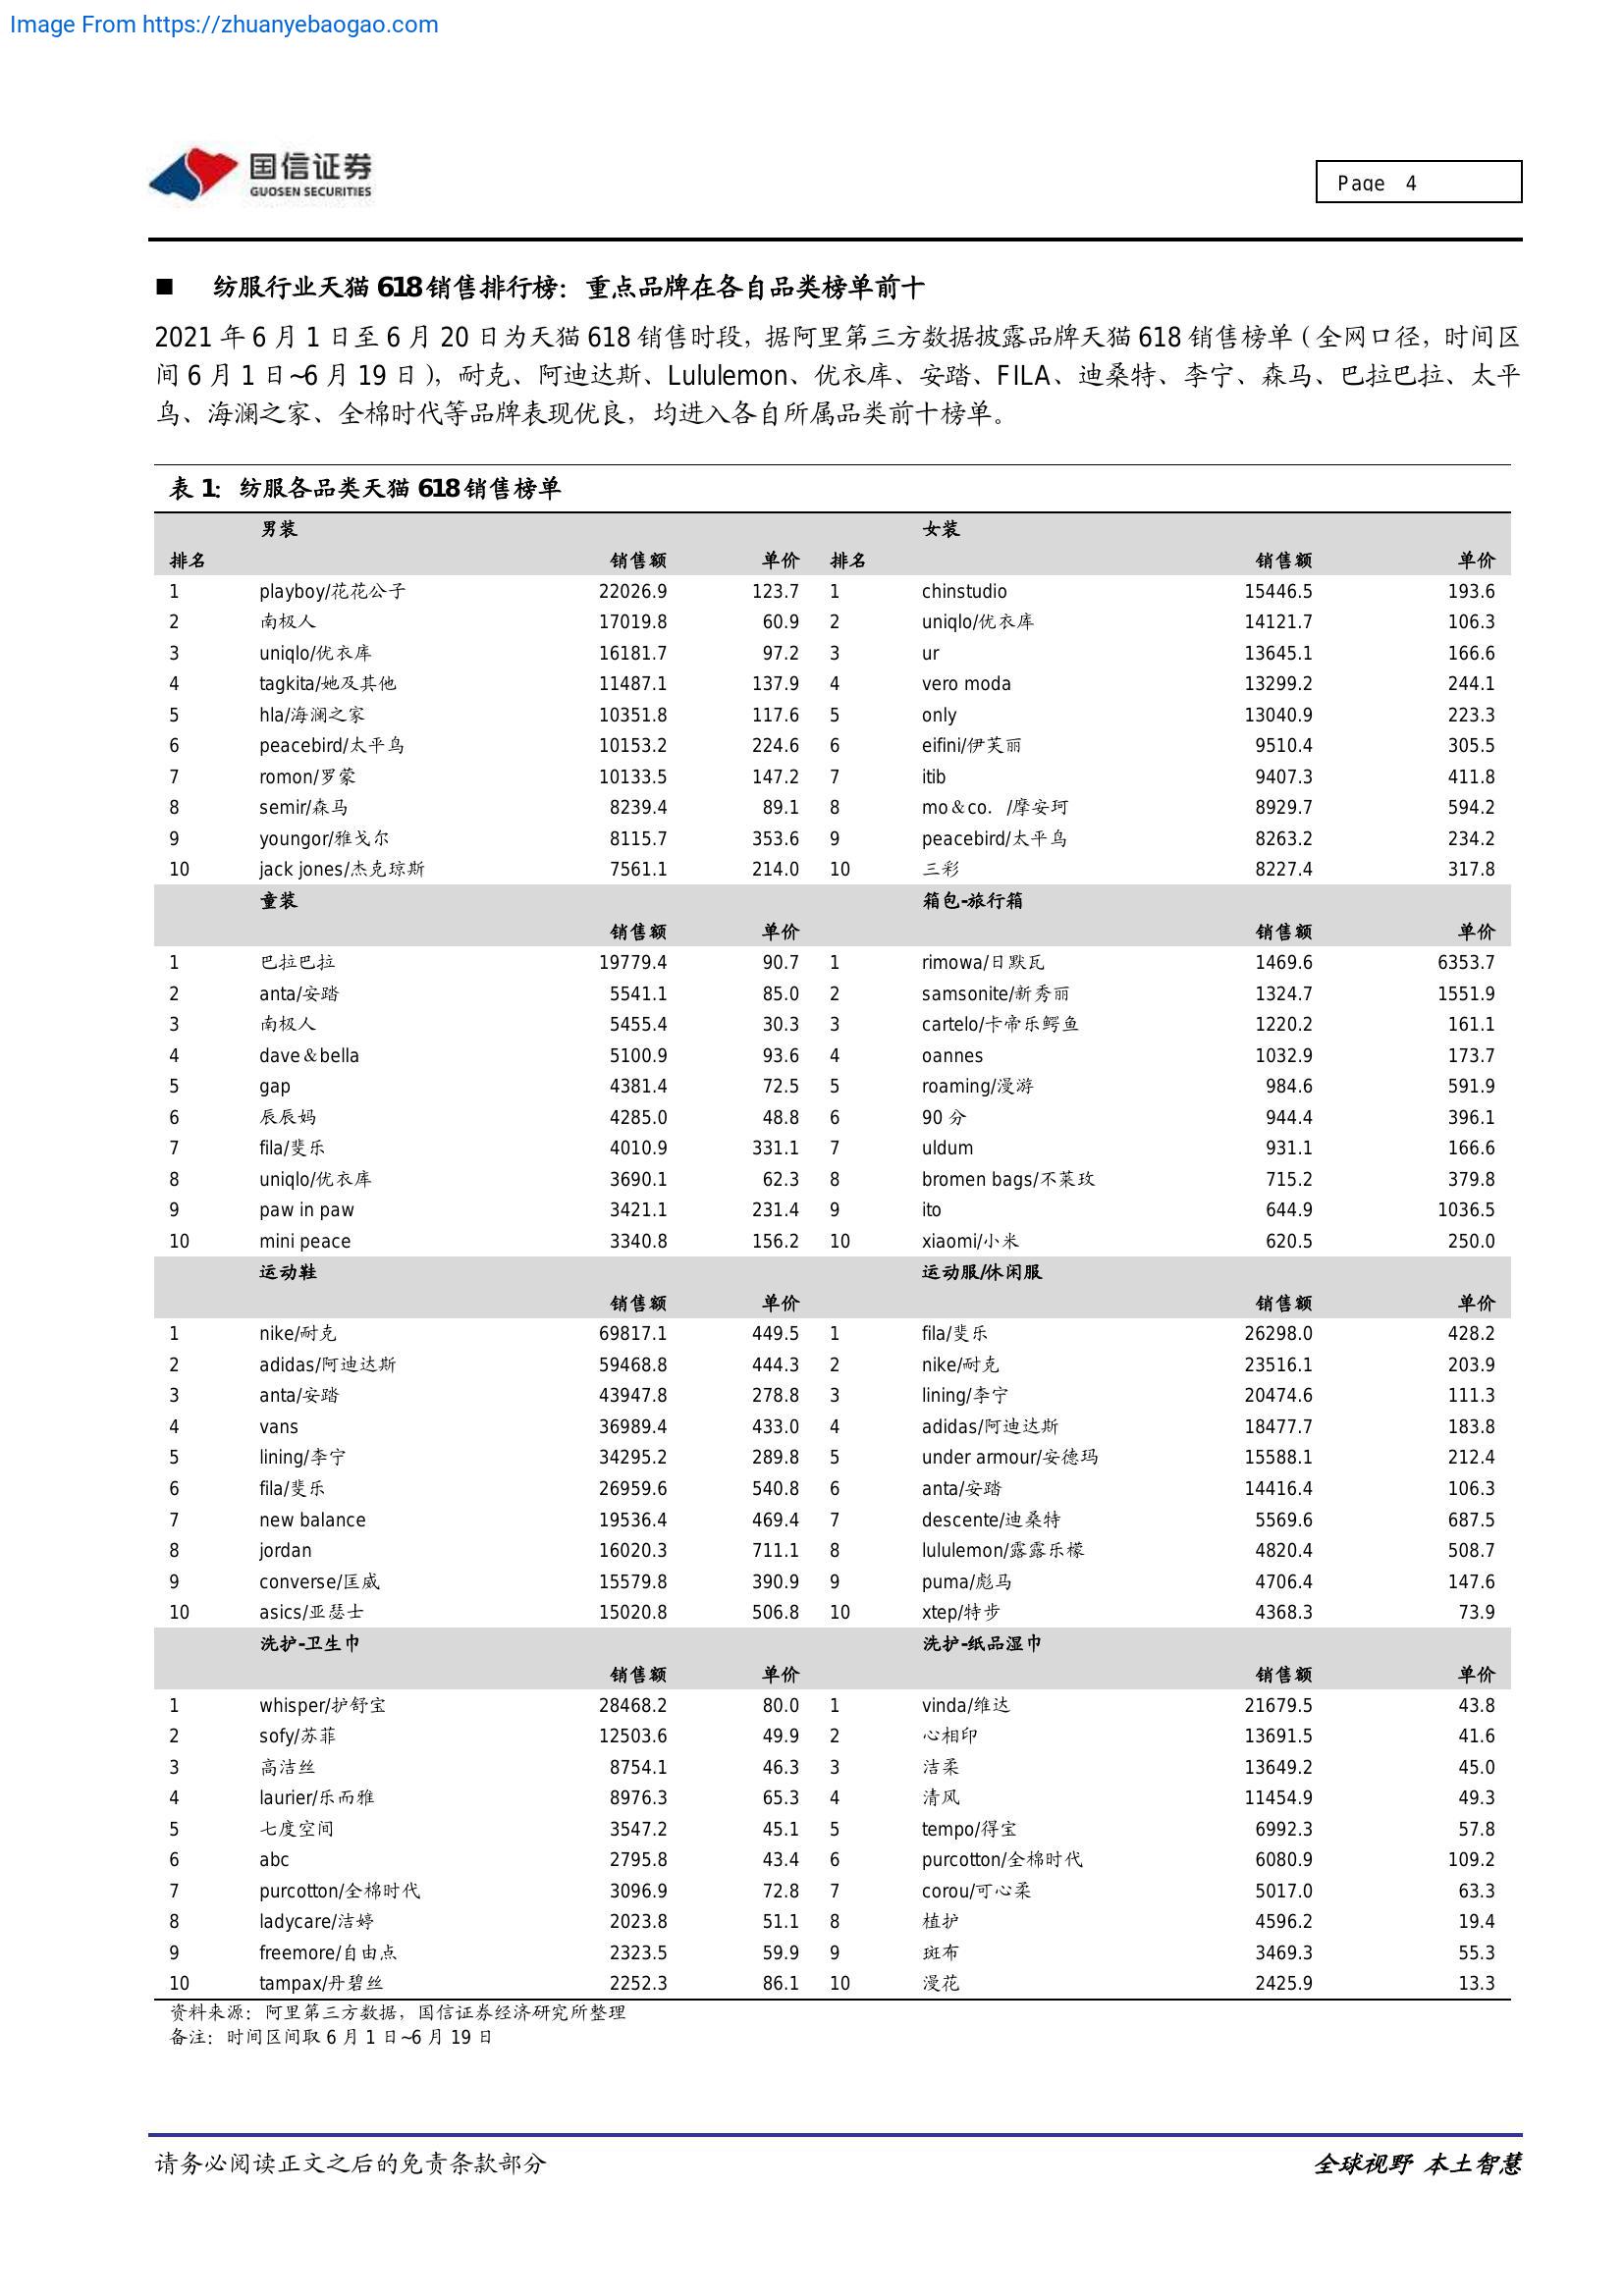 Image From https://zhuanyebaogao.com
国信证券
GUOSEN SECURITIES
Page 4
■ 纺服行业天猫 618 销售排行榜：重点品牌在各自品类榜单前十
2021 年 6 月 1 日至 6 月 20 日为天猫 618 销售时段，据阿里第三方数据披露品牌天猫 618 销售榜单（全网口径，时间区
间 6 月 1 日~6 月 19 日），耐克、阿迪达斯、Lululemon、优衣库、安踏、FILA、迪桑特、李宁、森马、巴拉巴拉、太平
鸟、海澜之家、全棉时代等品牌表现优良，均进入各自所属品类前十榜单。
表 1：纺服各品类天猫 618 销售榜单
男装 女装
排名 销售额 单价 排名 销售额 单价
1 playboy/花花公子 22026.9 123.7 1 chinstudio 15446.5 193.6
2 南极人 17019.8 60.9 2 uniqlo/优衣库 14121.7 106.3
3 uniqlo/优衣库 16181.7 97.2 3 ur 13645.1 166.6
4 tagkita/她及其他 11487.1 137.9 4 vero moda 13299.2 244.1
5 hla/海澜之家 10351.8 117.6 5 only 13040.9 223.3
6 peacebird/太平鸟 10153.2 224.6 6 eifini/伊芙丽 9510.4 305.5
7 romon/罗蒙 10133.5 147.2 7 itib 9407.3 411.8
8 semir/森马 8239.4 89.1 8 mo＆co. /摩安珂 8929.7 594.2
9 youngor/雅戈尔 8115.7 353.6 9 peacebird/太平鸟 8263.2 234.2
10 jack jones/杰克琼斯 7561.1 214.0 10 三彩 8227.4 317.8
童装 箱包-旅行箱
销售额 单价 销售额 单价
1 巴拉巴拉 19779.4 90.7 1 rimowa/日默瓦 1469.6 6353.7
2 anta/安踏 5541.1 85.0 2 samsonite/新秀丽 1324.7 1551.9
3 南极人 5455.4 30.3 3 cartelo/卡帝乐鳄鱼 1220.2 161.1
4 dave＆bella 5100.9 93.6 4 oannes 1032.9 173.7
5 gap 4381.4 72.5 5 roaming/漫游 984.6 591.9
6 辰辰妈 4285.0 48.8 6 90 分 944.4 396.1
7 fila/斐乐 4010.9 331.1 7 uldum 931.1 166.6
8 uniqlo/优衣库 3690.1 62.3 8 bromen bags/不莱玫 715.2 379.8
9 paw in paw 3421.1 231.4 9 ito 644.9 1036.5
10 mini peace 3340.8 156.2 10 xiaomi/小米 620.5 250.0
运动鞋 运动服/休闲服
销售额 单价 销售额 单价
1 nike/耐克 69817.1 449.5 1 fila/斐乐 26298.0 428.2
2 adidas/阿迪达斯 59468.8 444.3 2 nike/耐克 23516.1 203.9
3 anta/安踏 43947.8 278.8 3 lining/李宁 20474.6 111.3
4 vans 36989.4 433.0 4 adidas/阿迪达斯 18477.7 183.8
5 lining/李宁 34295.2 289.8 5 under armour/安德玛 15588.1 212.4
6 fila/斐乐 26959.6 540.8 6 anta/安踏 14416.4 106.3
7 new balance 19536.4 469.4 7 descente/迪桑特 5569.6 687.5
8 jordan 16020.3 711.1 8 lululemon/露露乐檬 4820.4 508.7
9 converse/匡威 15579.8 390.9 9 puma/彪马 4706.4 147.6
10 asics/亚瑟士 15020.8 506.8 10 xtep/特步 4368.3 73.9
洗护-卫生巾 洗护-纸品湿巾
销售额 单价 销售额 单价
1 whisper/护舒宝 28468.2 80.0 1 vinda/维达 21679.5 43.8
2 sofy/苏菲 12503.6 49.9 2 心相印 13691.5 41.6
3 高洁丝 8754.1 46.3 3 洁柔 13649.2 45.0
4 laurier/乐而雅 8976.3 65.3 4 清风 11454.9 49.3
5 七度空间 3547.2 45.1 5 tempo/得宝 6992.3 57.8
6 abc 2795.8 43.4 6 purcotton/全棉时代 6080.9 109.2
7 purcotton/全棉时代 3096.9 72.8 7 corou/可心柔 5017.0 63.3
8 ladycare/洁婷 2023.8 51.1 8 植护 4596.2 19.4
9 freemore/自由点 2323.5 59.9 9 斑布 3469.3 55.3
10 tampax/丹碧丝 2252.3 86.1 10 漫花 2425.9 13.3
资料来源：阿里第三方数据，国信证券经济研究所整理
备注：时间区间取 6 月 1 日~6 月 19 日
请务必阅读正文之后的免责条款部分
全球视野 本土智慧